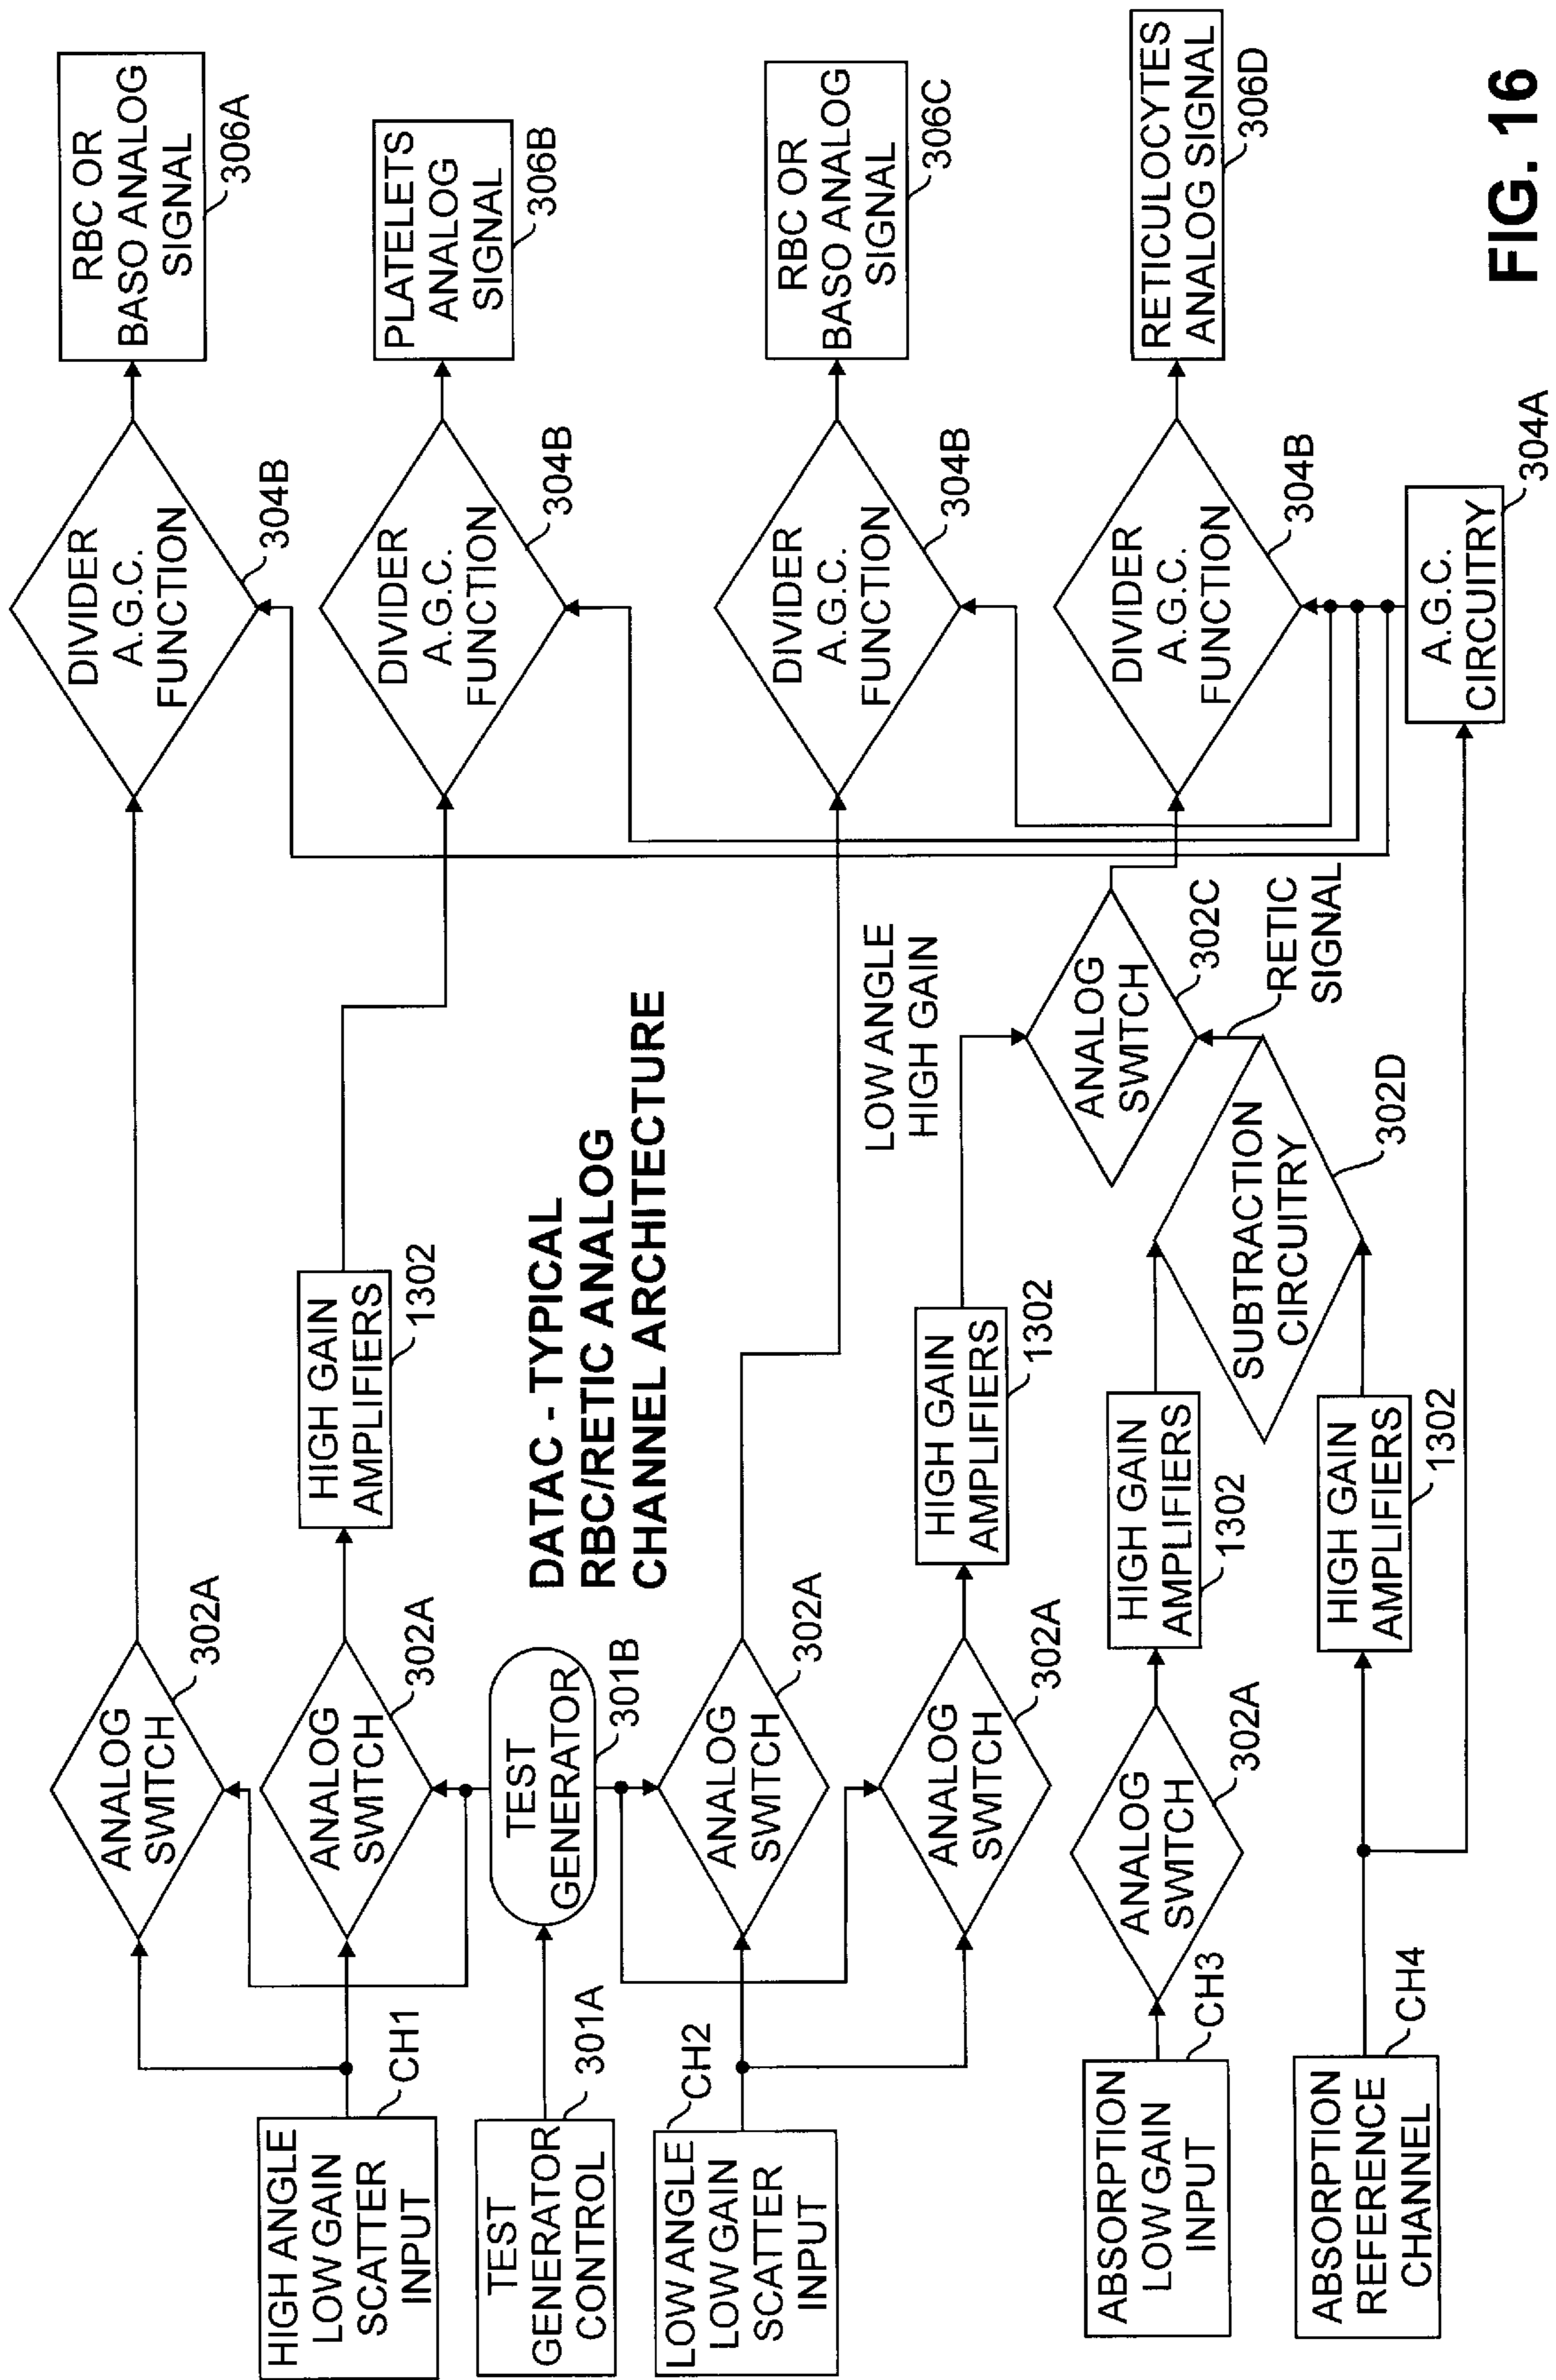 HIGH ANGLE
LOW GAIN
SCATTER
INPUT
CH1
ANALOG
SWITCH
302A
DIVIDER
A.G.C.
FUNCTION
304B
RBC OR
BASO ANALOG
SIGNAL
306A
ANALOG
SWITCH
302A
HIGH GAIN
AMPLIFIERS
1302
DIVIDER
A.G.C.
FUNCTION
304B
PLATELETS
ANALOG
SIGNAL
306B
TEST
GENERATOR
CONTROL
301A
TEST
GENERATOR
301B
DATAC - TYPICAL
RBC/RETIC ANALOG
CHANNEL ARCHITECTURE
LOW ANGLE
LOW GAIN
SCATTER
INPUT
CH2
ANALOG
SWITCH
302A
DIVIDER
A.G.C.
FUNCTION
304B
RBC OR
BASO ANALOG
SIGNAL
306C
ANALOG
SWITCH
302A
HIGH GAIN
AMPLIFIERS
1302
LOW ANGLE
HIGH GAIN
ANALOG
SWITCH
302C
RETIC
SIGNAL
DIVIDER
A.G.C.
FUNCTION
304B
RETICULOCYTES
ANALOG SIGNAL
306D
ABSORPTION
LOW GAIN
INPUT
CH3
ANALOG
SWITCH
302A
HIGH GAIN
AMPLIFIERS
1302
SUBTRACTION
CIRCUITRY
302D
ABSORPTION
REFERENCE
CHANNEL
CH4
HIGH GAIN
AMPLIFIERS
1302
A.G.C.
CIRCUITRY
304A
FIG. 16